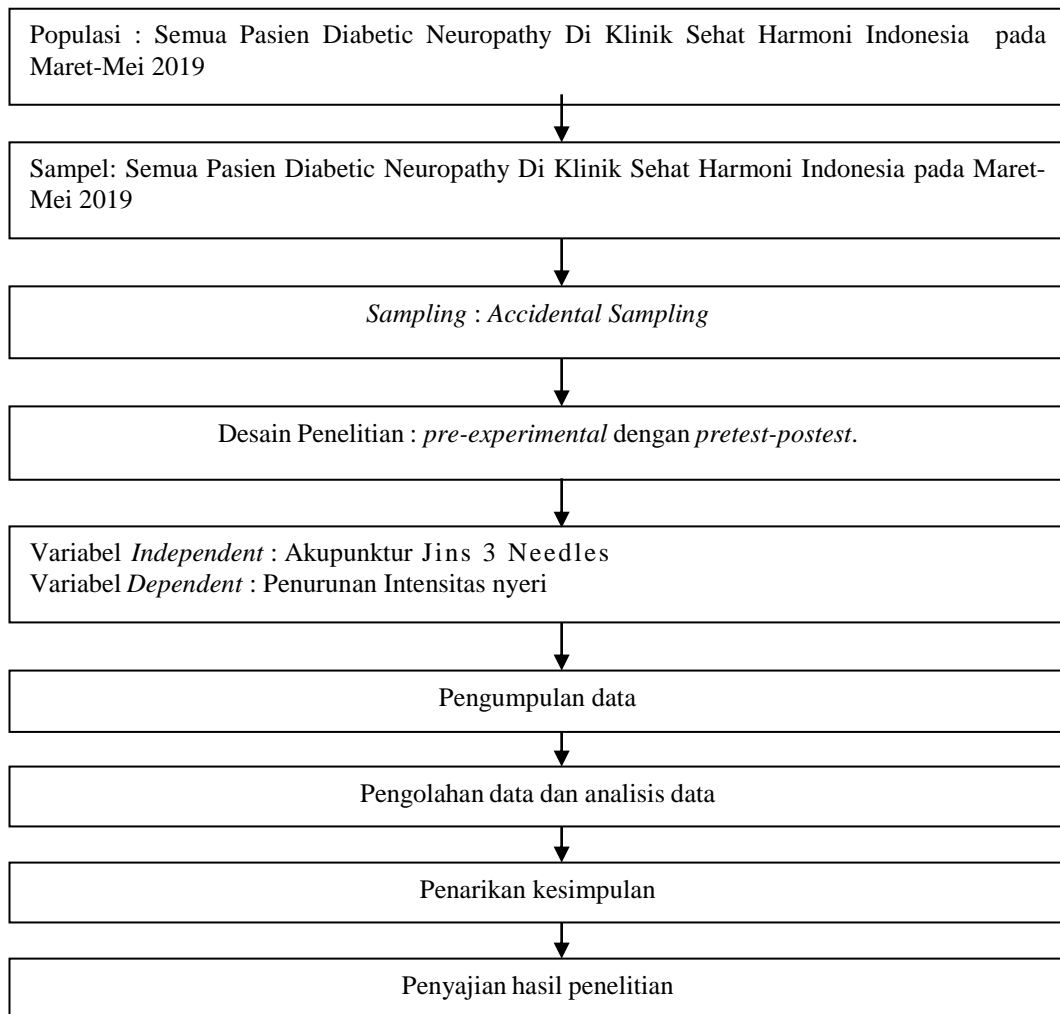 Populasi : Semua Pasien Diabetic Neuropathy Di Klinik Sehat Harmoni Indonesia pada
Maret-Mei 2019
Sampel: Semua Pasien Diabetic Neuropathy Di Klinik Sehat Harmoni Indonesia pada Maret-
Mei 2019
Sampling : Accidental Sampling
Desain Penelitian : pre-experimental dengan pretest-postest.
Variabel Independent : Akupunktur Jins 3 Needles
Variabel Dependent : Penurunan Intensitas nyeri
Pengumpulan data
Pengolahan data dan analisis data
Penarikan kesimpulan
Penyajian hasil penelitian